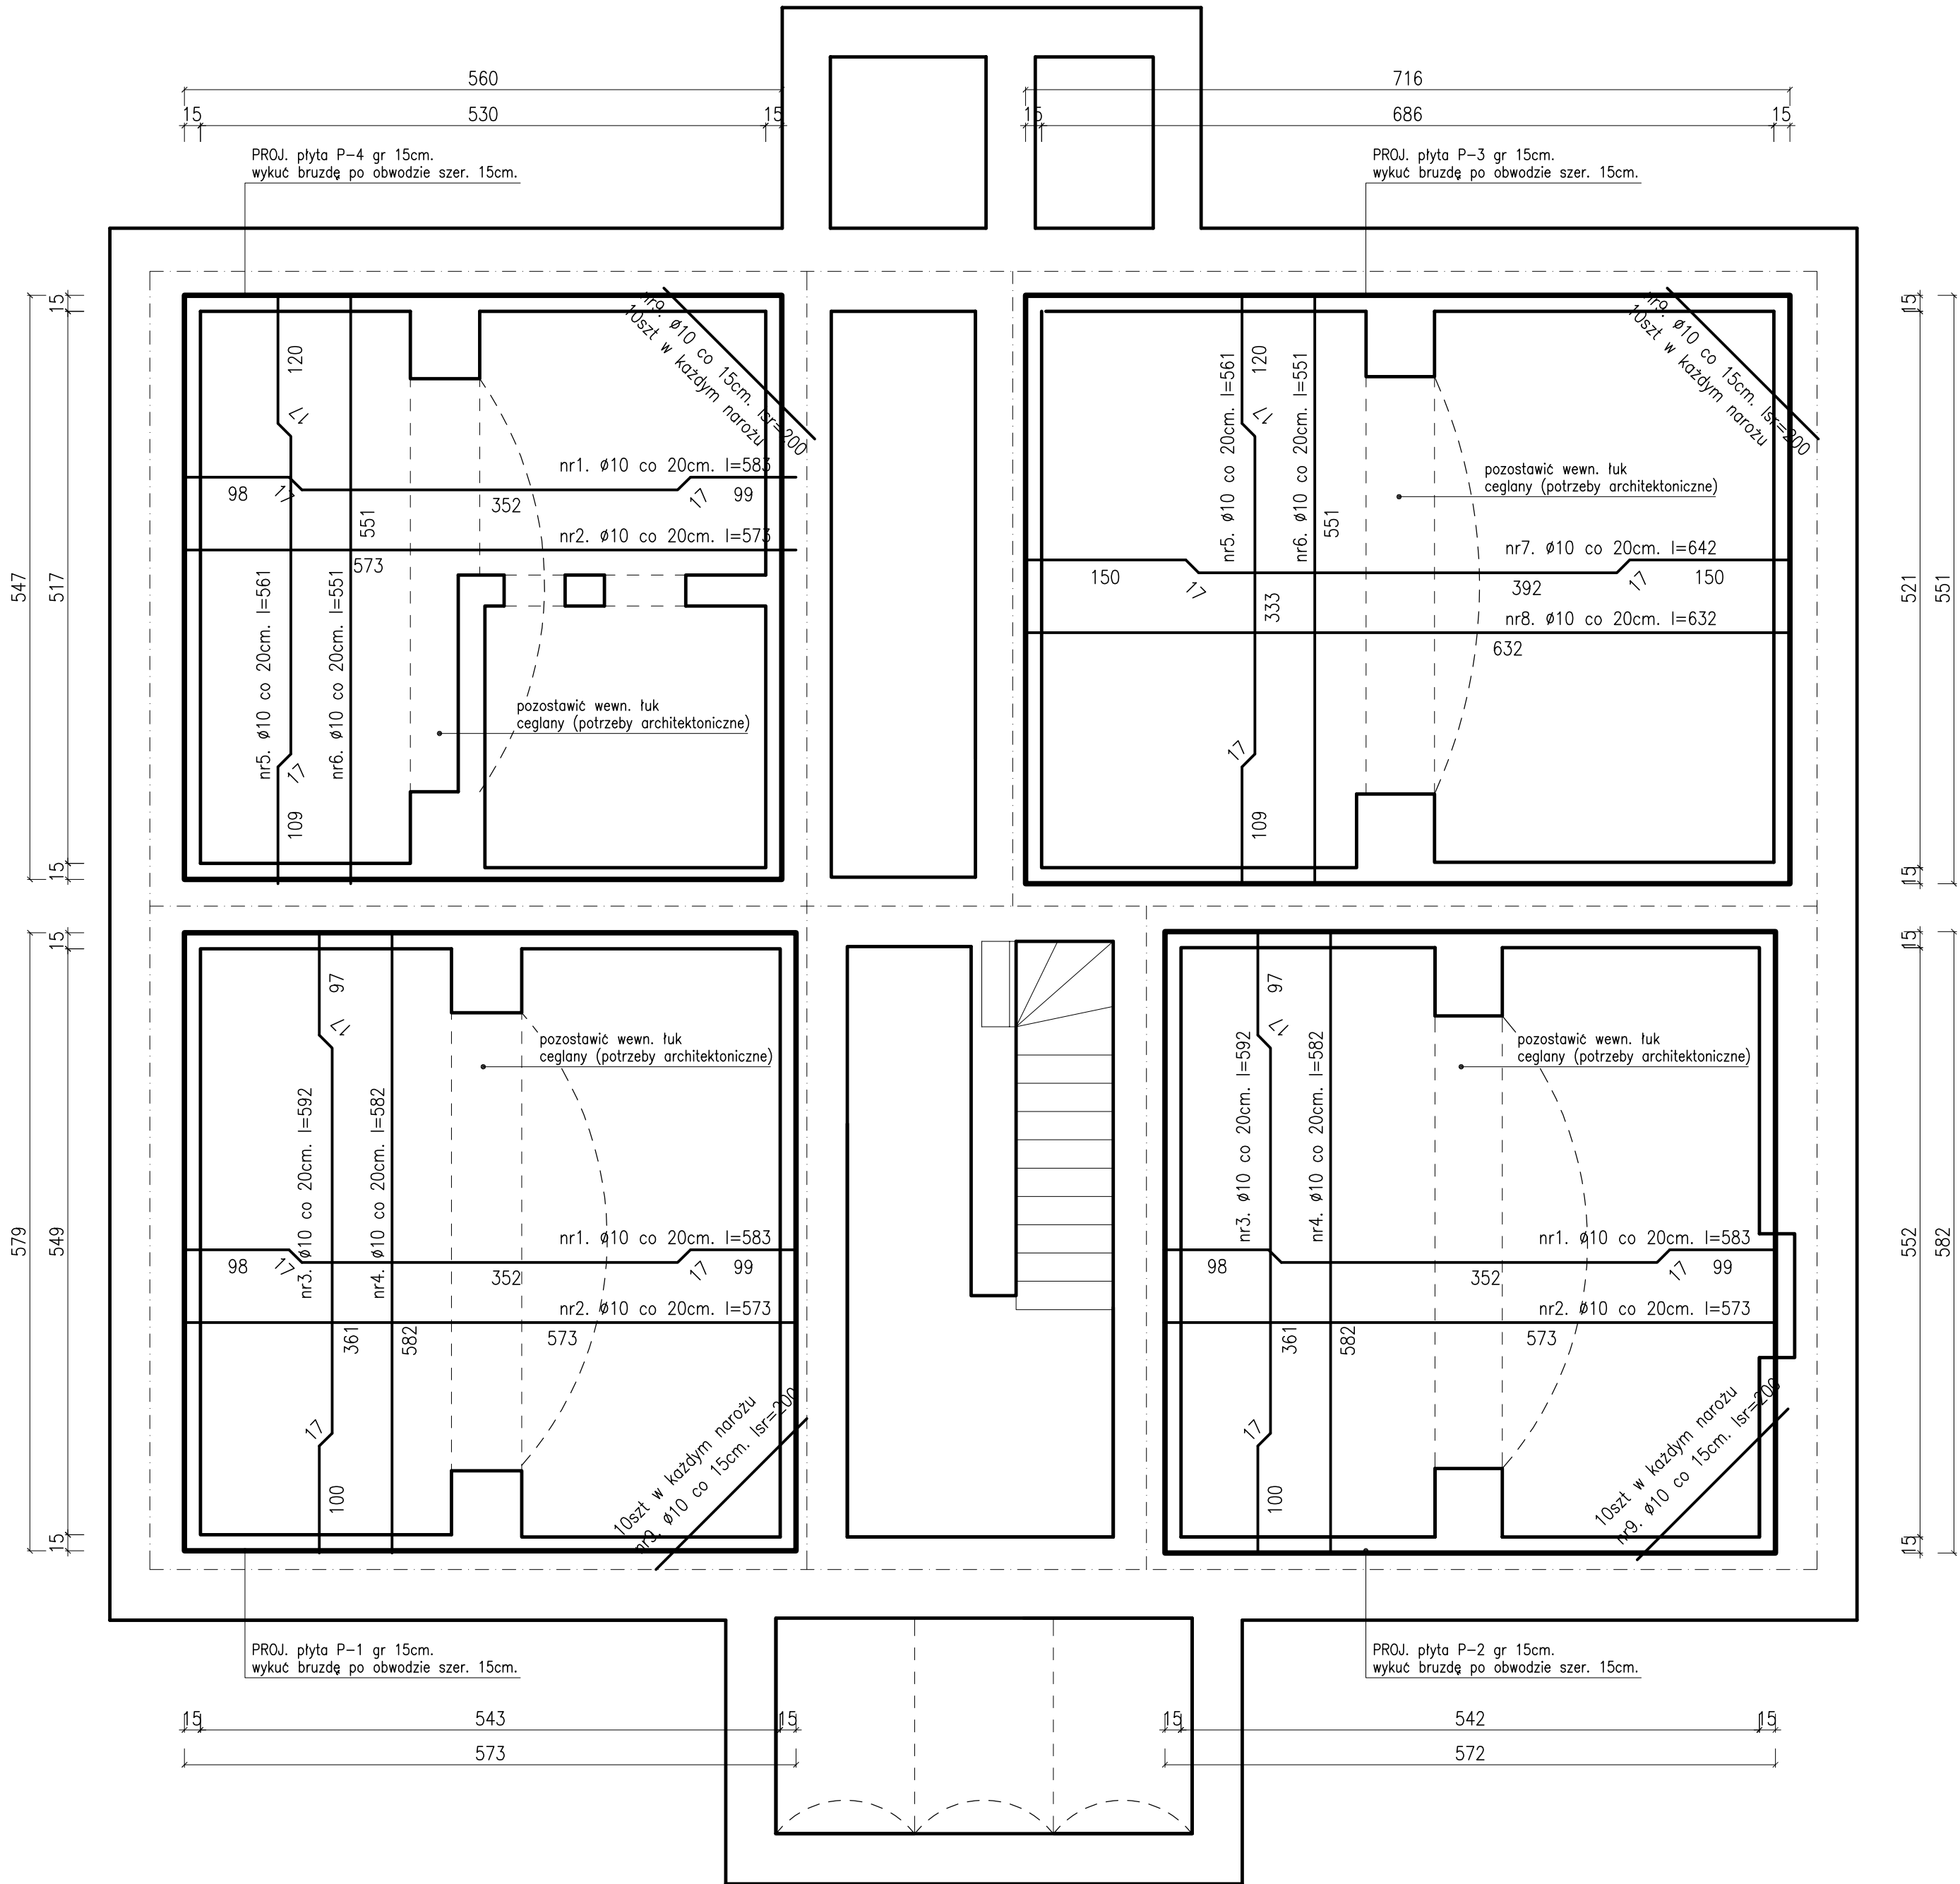 560
15
530
15
PROJ. płyta P-4 gr 15cm.
wykuć bruzdę po obwodzie szer. 15cm.
716
15
686
15
PROJ. płyta P-3 gr 15cm.
wykuć bruzdę po obwodzie szer. 15cm.
547
15
517
15
120
17
nr9. ø10 co 15cm. lsr=200
10szt w każdym narożu
nr1. ø10 co 20cm. l=583
98
17
352
17
99
551
nr2. ø10 co 20cm. l=573
573
nr5. ø10 co 20cm. l=561
nr6. ø10 co 20cm. l=551
pozostawić wewn. łuk
ceglany (potrzeby architektoniczne)
17
109
nr5. ø10 co 20cm. l=561
120
17
nr6. ø10 co 20cm. l=551
551
nr9. ø10 co 15cm. lsr=200
10szt w każdym narożu
pozostawić wewn. łuk
ceglany (potrzeby architektoniczne)
nr7. ø10 co 20cm. l=642
150
17
392
17
150
333
nr8. ø10 co 20cm. l=632
632
17
109
15
521
15
551
579
15
549
15
97
17
nr3. ø10 co 20cm. l=592
nr4. ø10 co 20cm. l=582
pozostawić wewn. łuk
ceglany (potrzeby architektoniczne)
nr1. ø10 co 20cm. l=583
98
17
352
17
99
nr2. ø10 co 20cm. l=573
573
361
582
17
100
10szt w każdym narożu
nr9. ø10 co 15cm. lsr=200
97
17
nr3. ø10 co 20cm. l=592
nr4. ø10 co 20cm. l=582
pozostawić wewn. łuk
ceglany (potrzeby architektoniczne)
nr1. ø10 co 20cm. l=583
98
352
17
99
nr2. ø10 co 20cm. l=573
573
361
582
17
100
10szt w każdym narożu
nr9. ø10 co 15cm. lsr=200
15
552
15
582
PROJ. płyta P-1 gr 15cm.
wykuć bruzdę po obwodzie szer. 15cm.
15
543
15
573
PROJ. płyta P-2 gr 15cm.
wykuć bruzdę po obwodzie szer. 15cm.
15
542
15
572